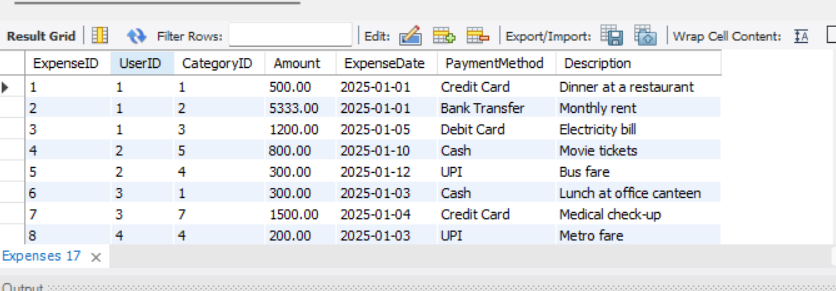 Result Grid Filter Rows: Edit: Export/Import: Wrap Cell Content: IA
ExpenseID UserID CategoryID Amount ExpenseDate PaymentMethod Description
1 1 1 500.00 2025-01-01 Credit Card Dinner at a restaurant
2 1 2 5333.00 2025-01-01 Bank Transfer Monthly rent
3 1 3 1200.00 2025-01-05 Debit Card Electricity bill
4 2 5 800.00 2025-01-10 Cash Movie tickets
5 2 4 300.00 2025-01-12 UPI Bus fare
6 3 1 300.00 2025-01-03 Cash Lunch at office canteen
7 3 7 1500.00 2025-01-04 Credit Card Medical check-up
8 4 4 200.00 2025-01-03 UPI Metro fare
Expenses 17
Output